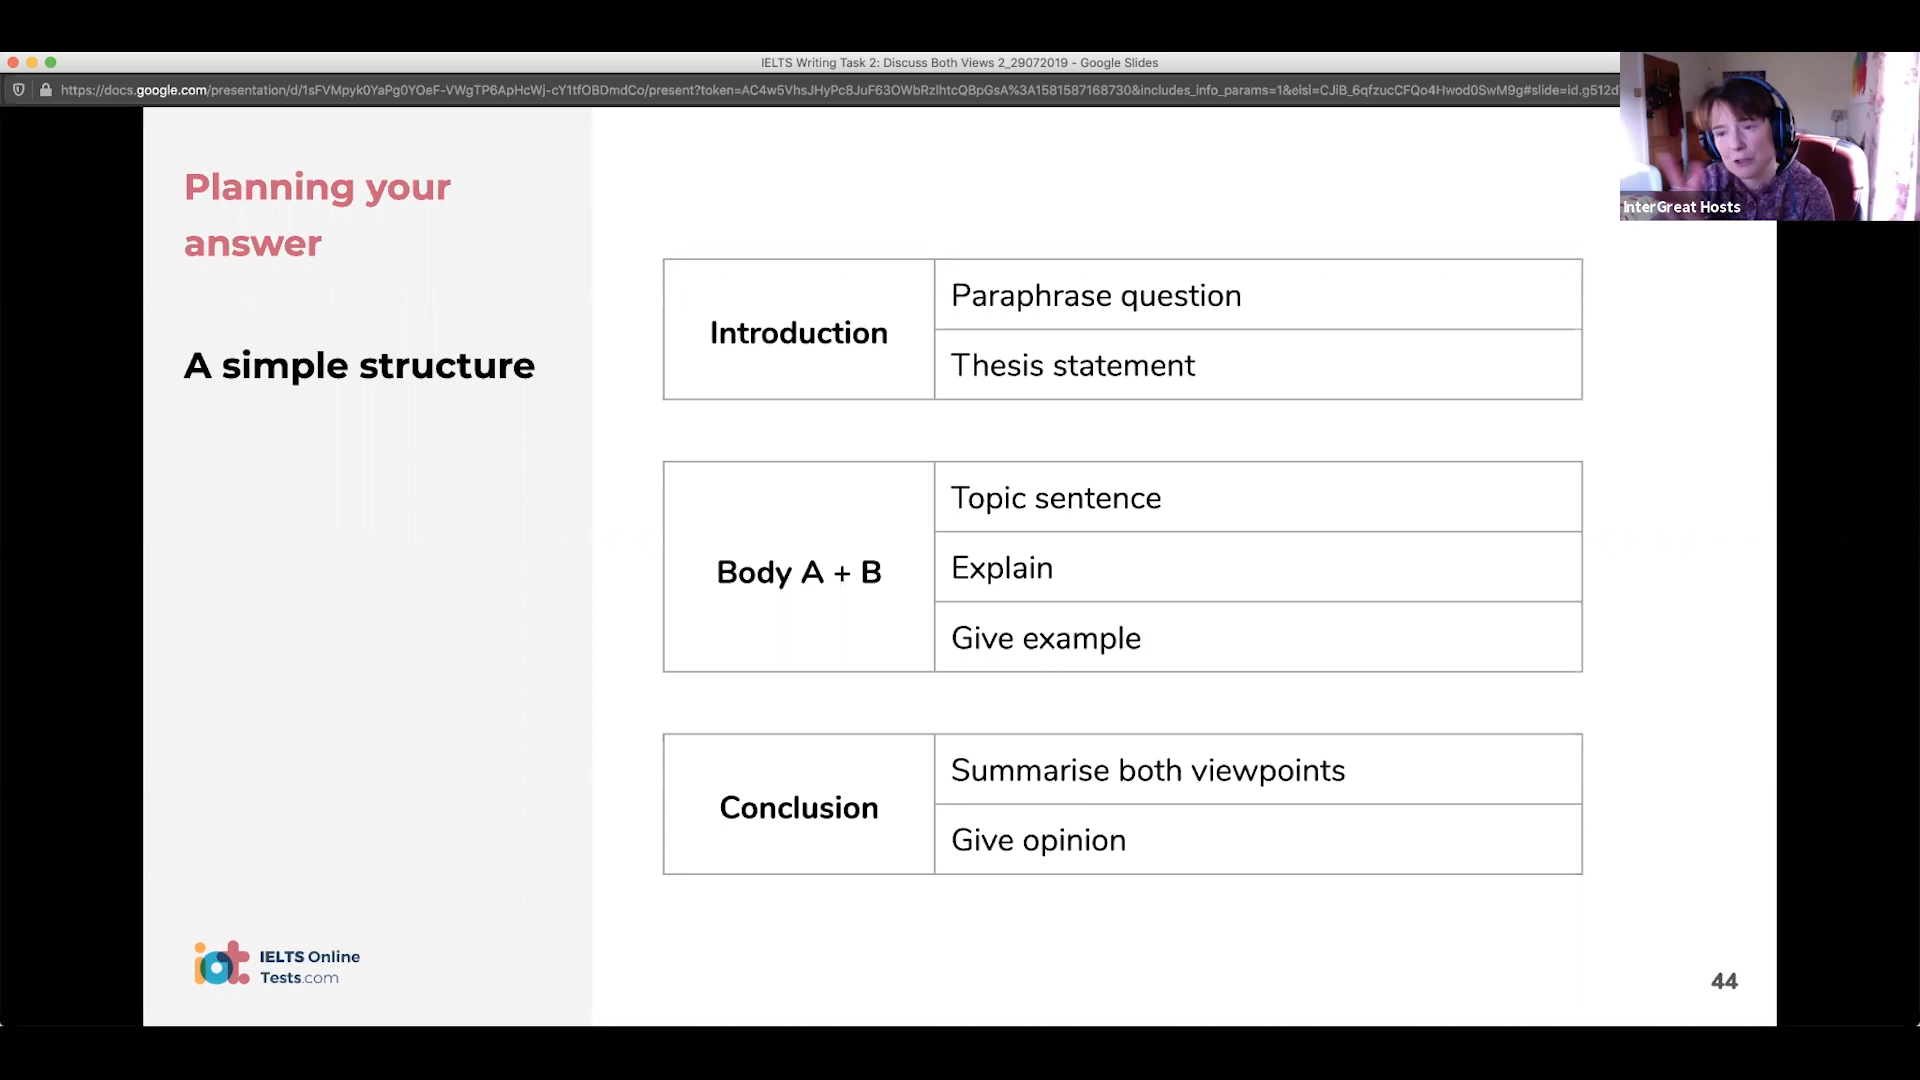 IELTS Writing Task 2: Discuss Both Views 2_29072019 - Google Slides
https://docs.google.com/presentation/d/1sFVMpyk0YaPg0YOeF-VWgTP6ApHcWj-cY1tfOBDmdCo/present?token=AC4w5VhsJHyPc8JuF63OWbRzlhtcQBpGsA%3A1581587168730&includes_info_params=1&eisi=CJiB_6qfzucCFQo4Hwod0SwM9g#slide=id.g512d
InterGreat Hosts
Planning your
answer
A simple structure
Introduction
Paraphrase question
Thesis statement
Body A + B
Topic sentence
Explain
Give example
Conclusion
Summarise both viewpoints
Give opinion
iot
IELTS Online
Tests.com
44